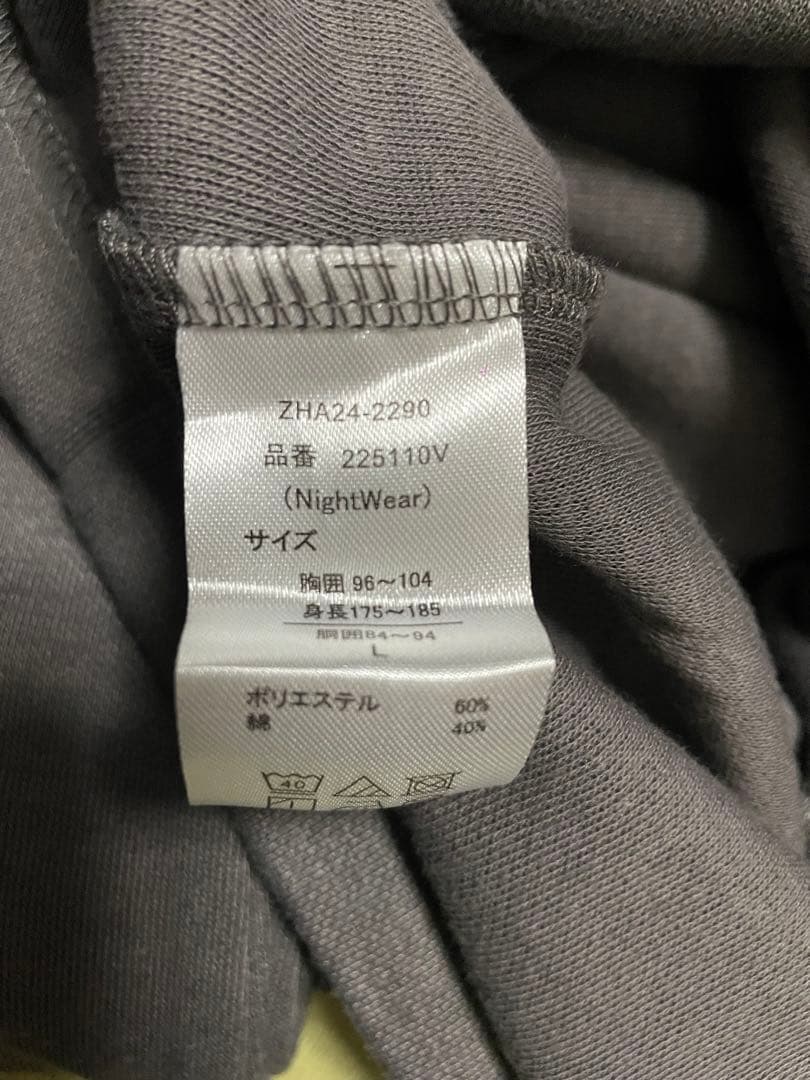 ZHA24-2290
品番 225110V
(NightWear)
サイズ
胸囲 96～104
身長175～185
胴囲84～94
L
ポリエステル 60%
綿 40%
40